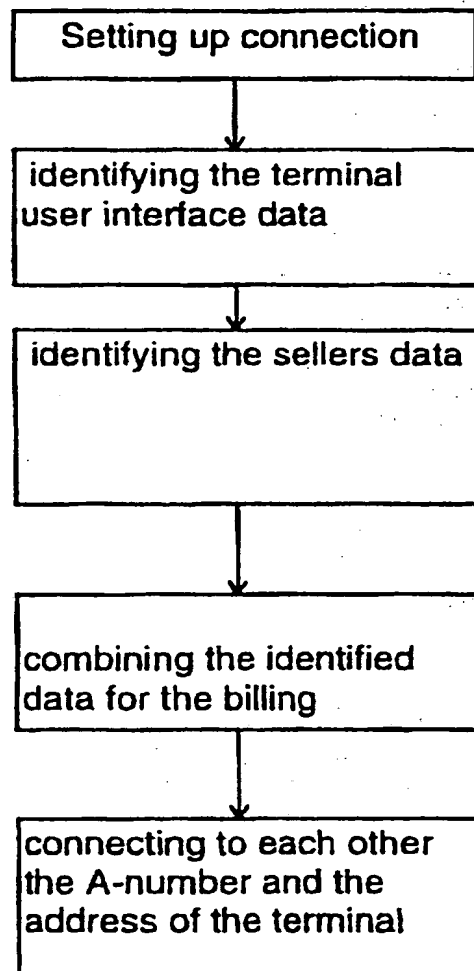 Setting up connection
identifying the terminal
user interface data
identifying the sellers data
combining the identified
data for the billing
connecting to each other
the A-number and the
address of the terminal